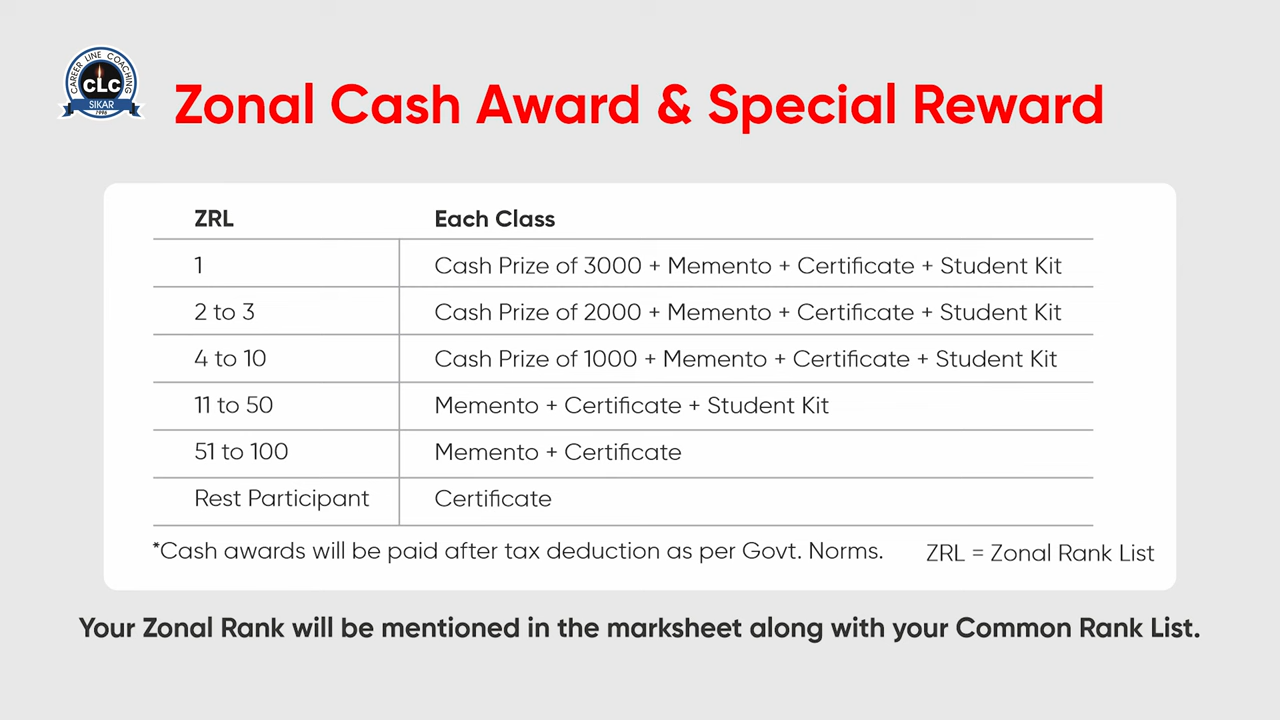 CAREER LINE COACHING
CLC
SIKAR
1996
Zonal Cash Award & Special Reward
ZRL Each Class
1 Cash Prize of 3000 + Memento + Certificate + Student Kit
2 to 3 Cash Prize of 2000 + Memento + Certificate + Student Kit
4 to 10 Cash Prize of 1000 + Memento + Certificate + Student Kit
11 to 50 Memento + Certificate + Student Kit
51 to 100 Memento + Certificate
Rest Participant Certificate
*Cash awards will be paid after tax deduction as per Govt. Norms. ZRL = Zonal Rank List
Your Zonal Rank will be mentioned in the marksheet along with your Common Rank List.